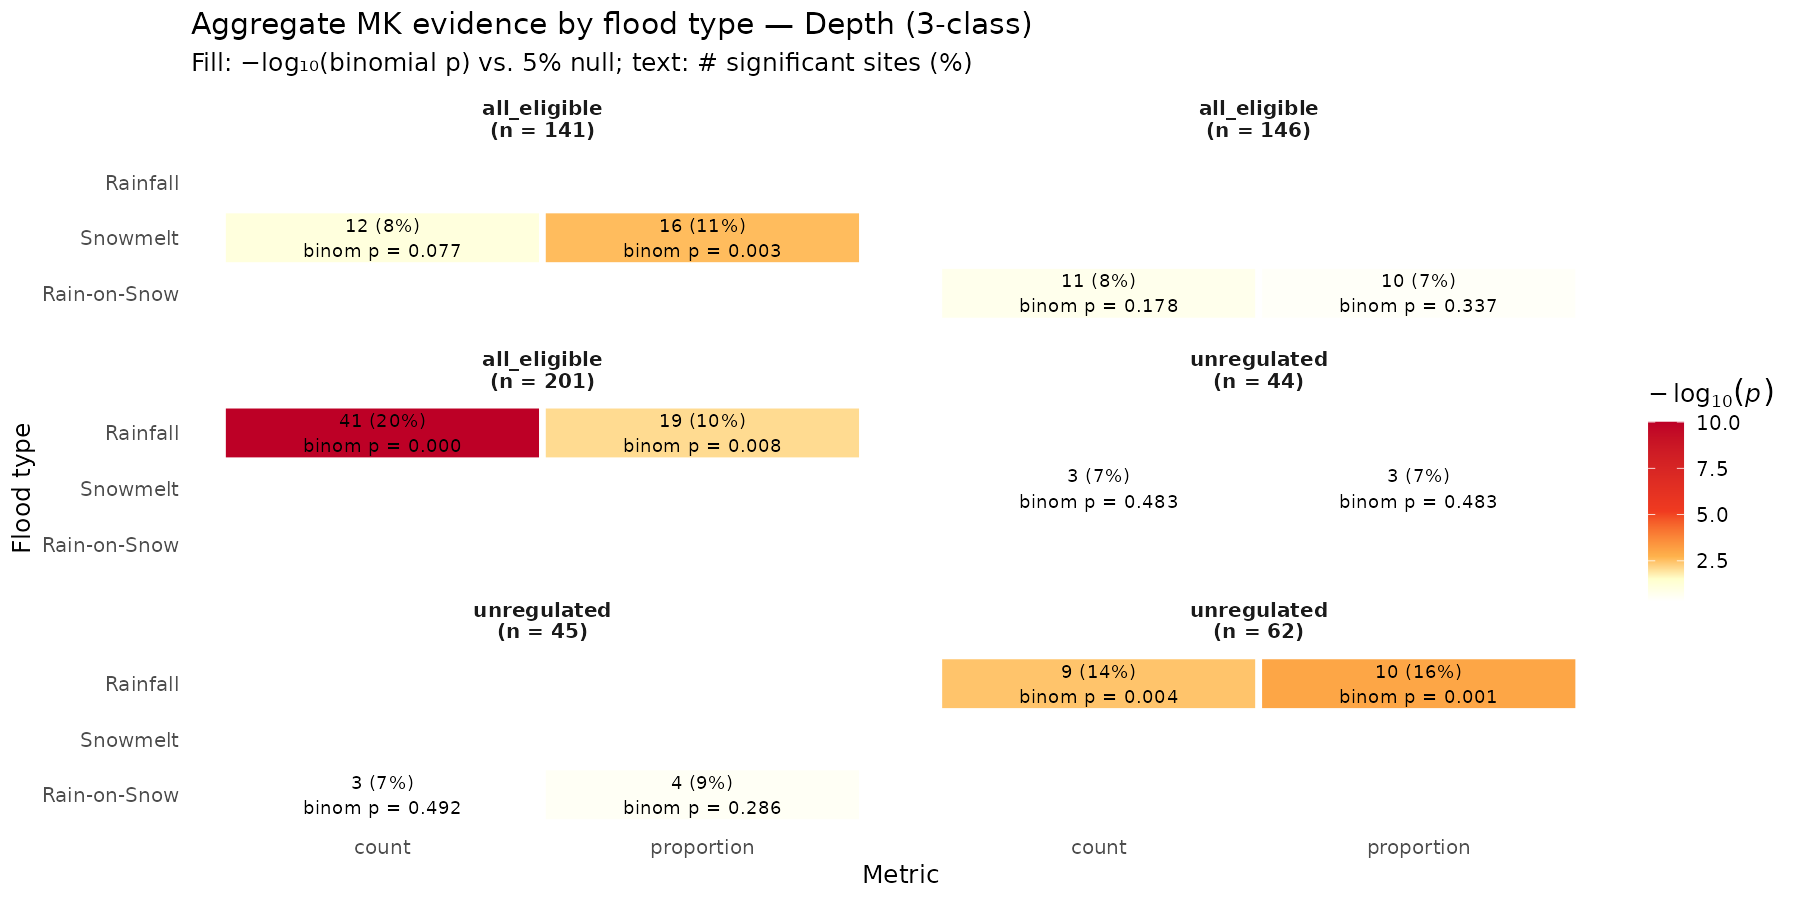 Aggregate MK evidence by flood type — Depth (3-class)
Fill: −log₁₀(binomial p) vs. 5% null; text: # significant sites (%)
all_eligible
(n = 141)
all_eligible
(n = 146)
Rainfall
Snowmelt
Rain-on-Snow
12 (8%)
binom p = 0.077
16 (11%)
binom p = 0.003
11 (8%)
binom p = 0.178
10 (7%)
binom p = 0.337
all_eligible
(n = 201)
unregulated
(n = 44)
Rainfall
Snowmelt
Rain-on-Snow
41 (20%)
binom p = 0.000
19 (10%)
binom p = 0.008
3 (7%)
binom p = 0.483
3 (7%)
binom p = 0.483
unregulated
(n = 45)
unregulated
(n = 62)
Rainfall
Snowmelt
Rain-on-Snow
9 (14%)
binom p = 0.004
10 (16%)
binom p = 0.001
3 (7%)
binom p = 0.492
4 (9%)
binom p = 0.286
count
proportion
count
proportion
Metric
Flood type
−log₁₀(p)
10.0
7.5
5.0
2.5